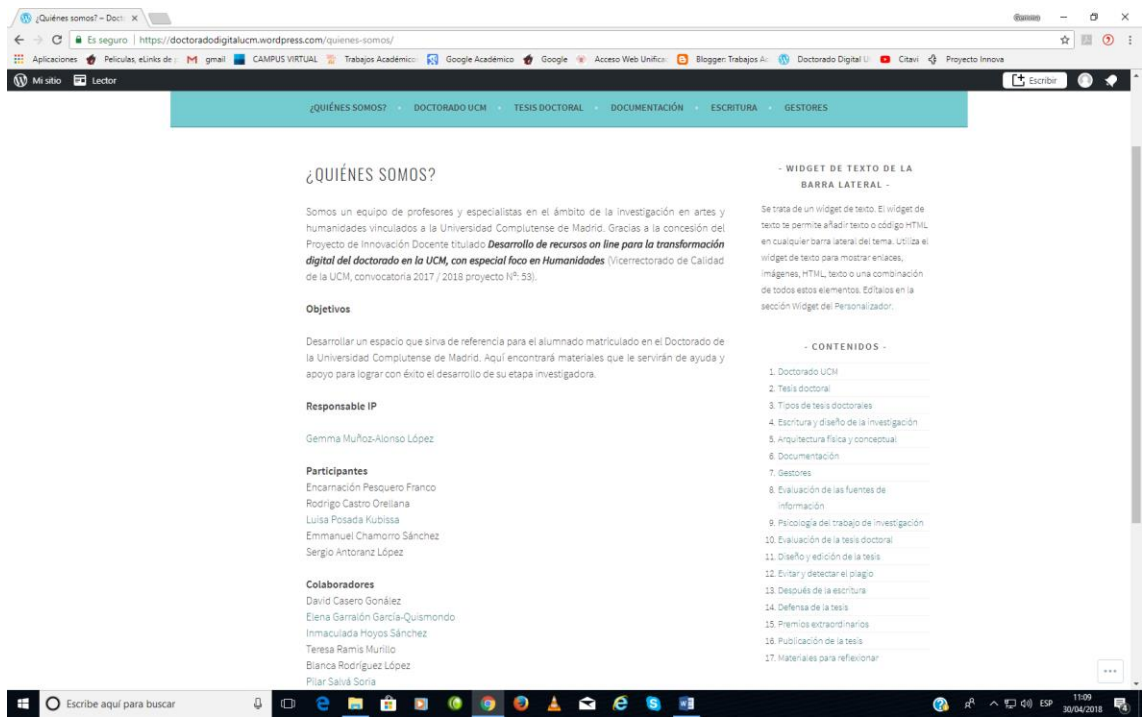 ¿Quiénes somos? – Doct
Gemma
Es seguro | https://doctoradodigitalucm.wordpress.com/quienes-somos/
Aplicaciones Peliculas, eLinks de gmail CAMPUS VIRTUAL Trabajos Académico Google Académico Google Acceso Web Unifica Blogger: Trabajos Ac Doctorado Digital U Citavi Proyecto Innova
Mi sitio Lector Escribir
¿QUIÉNES SOMOS? DOCTORADO UCM TESIS DOCTORAL DOCUMENTACIÓN ESCRITURA GESTORES
¿QUIÉNES SOMOS?
Somos un equipo de profesores y especialistas en el ámbito de la investigación en artes y
humanidades vinculados a la Universidad Complutense de Madrid. Gracias a la concesión del
Proyecto de Innovación Docente titulado Desarrollo de recursos on line para la transformación
digital del doctorado en la UCM, con especial foco en Humanidades (Vicerrectorado de Calidad
de la UCM, convocatoria 2017 / 2018 proyecto Nº: 53).
Objetivos
Desarrollar un espacio que sirva de referencia para el alumnado matriculado en el Doctorado de
la Universidad Complutense de Madrid. Aquí encontrará materiales que le servirán de ayuda y
apoyo para lograr con éxito el desarrollo de su etapa investigadora.
Responsable IP
Gemma Muñoz-Alonso López
Participantes
Encarnación Pesquero Franco
Rodrigo Castro Orellana
Luisa Posada Kubissa
Emmanuel Chamorro Sánchez
Sergio Antoranz López
Colaboradores
David Casero Gonález
Elena Garralón García-Quismondo
Inmaculada Hoyos Sánchez
Teresa Ramis Murillo
Blanca Rodríguez López
Pilar Salvá Soria
- WIDGET DE TEXTO DE LA
BARRA LATERAL -
Se trata de un widget de texto. El widget de
texto te permite añadir texto o código HTML
en cualquier barra lateral del tema. Utiliza el
widget de texto para mostrar enlaces,
imágenes, HTML, texto o una combinación
de todos estos elementos. Edítalos en la
sección Widget del Personalizador.
- CONTENIDOS -
1. Doctorado UCM
2. Tesis doctoral
3. Tipos de tesis doctorales
4. Escritura y diseño de la investigación
5. Arquitectura física y conceptual
6. Documentación
7. Gestores
8. Evaluación de las fuentes de
información
9. Psicología del trabajo de investigación
10. Evaluación de la tesis doctoral
11. Diseño y edición de la tesis
12. Evitar y detectar el plagio
13. Después de la escritura
14. Defensa de la tesis
15. Premios extraordinarios
16. Publicación de la tesis
17. Materiales para reflexionar
Escribe aquí para buscar
ESP
11:09
30/04/2018